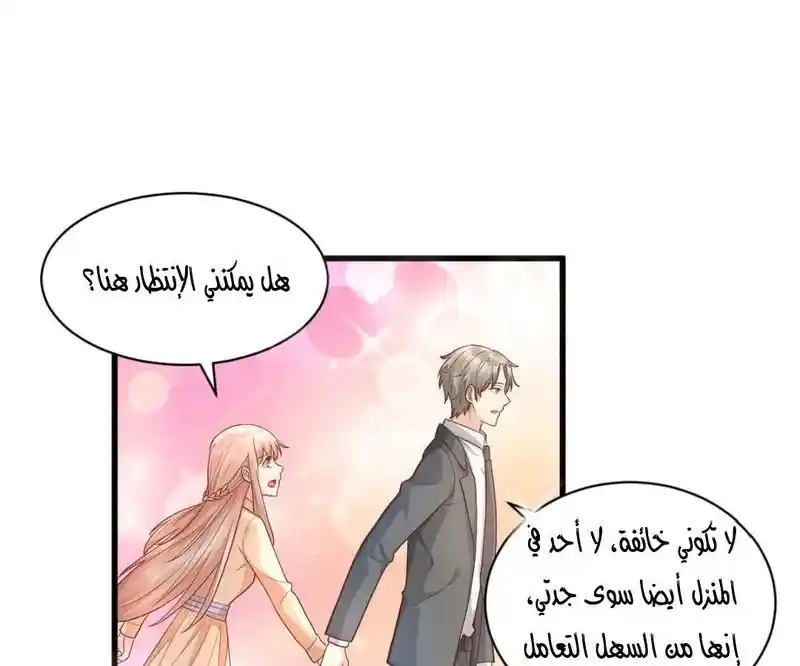 هل يمكنني الإنتظار هنا؟
لا تكوني خائفة، لا أحد في
المنزل أيضا سوى جدتي،
إنها من السهل التعامل